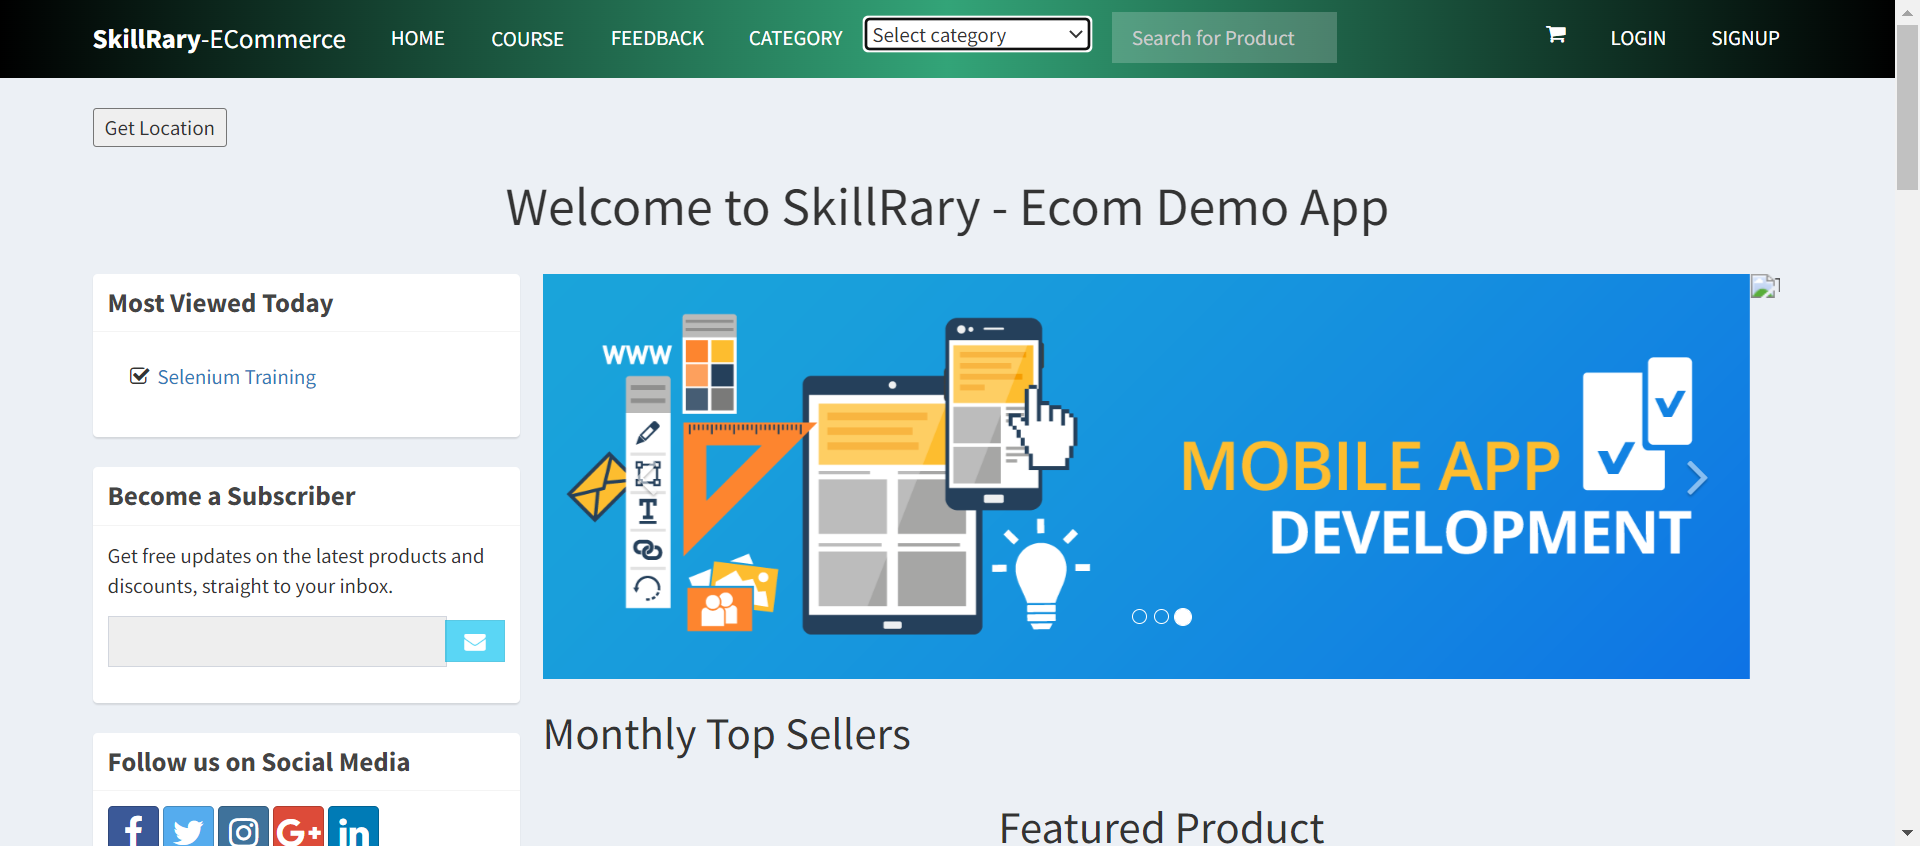 SkillRary-ECommerce HOME COURSE FEEDBACK CATEGORY Select category Search for Product LOGIN SIGNUP
Get Location
Welcome to SkillRary - Ecom Demo App
Most Viewed Today
Selenium Training
Become a Subscriber
Get free updates on the latest products and
discounts, straight to your inbox.
Follow us on Social Media
f
G+
in
WWW
T
MOBILE APP
DEVELOPMENT
Monthly Top Sellers
Featured Product